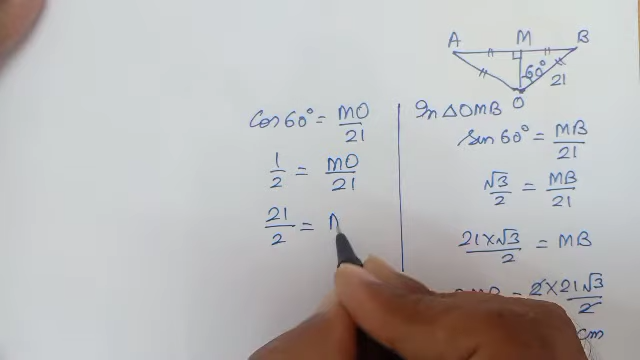 A M B
60° 21
O
Cos 60° = MO/21
1/2 = MO/21
21/2 =
In △OMB
Sin 60° = MB/21
√3/2 = MB/21
21×√3/2 = MB
= 2×21√3/2
cm